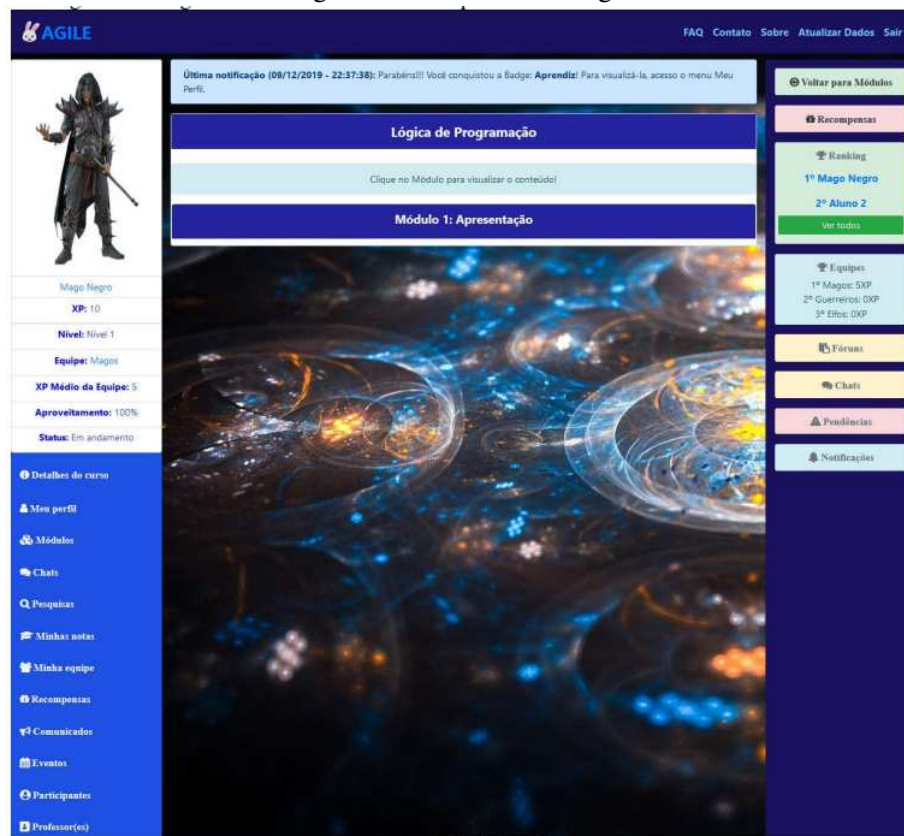 AGILE
FAQ Contato Sobre Atualizar Dados Sair
Última notificação (09/12/2019 - 22:37:38): Parabéns!!! Você conquistou a Badge: Aprendiz! Para visualizá-la, acesso o menu Meu
Perfil.
Lógica de Programação
Clique no Módulo para visualizar o conteúdo!
Módulo 1: Apresentação
Mago Negro
XP: 10
Nível: Nível 1
Equipe: Magos
XP Médio da Equipe: 5
Aproveitamento: 100%
Status: Em andamento
Detalhes do curso
Meu perfil
Módulos
Chats
Pesquisas
Minhas notas
Minha equipe
Recompensas
Comunicados
Eventos
Participantes
Professor(es)
Voltar para Módulos
Recompensas
Ranking
1º Mago Negro
2º Aluno 2
Ver todos
Equipes
1º Magos: 5XP
2º Guerreiros: 0XP
3º Elfos: 0XP
Fóruns
Chats
Pendências
Notificações